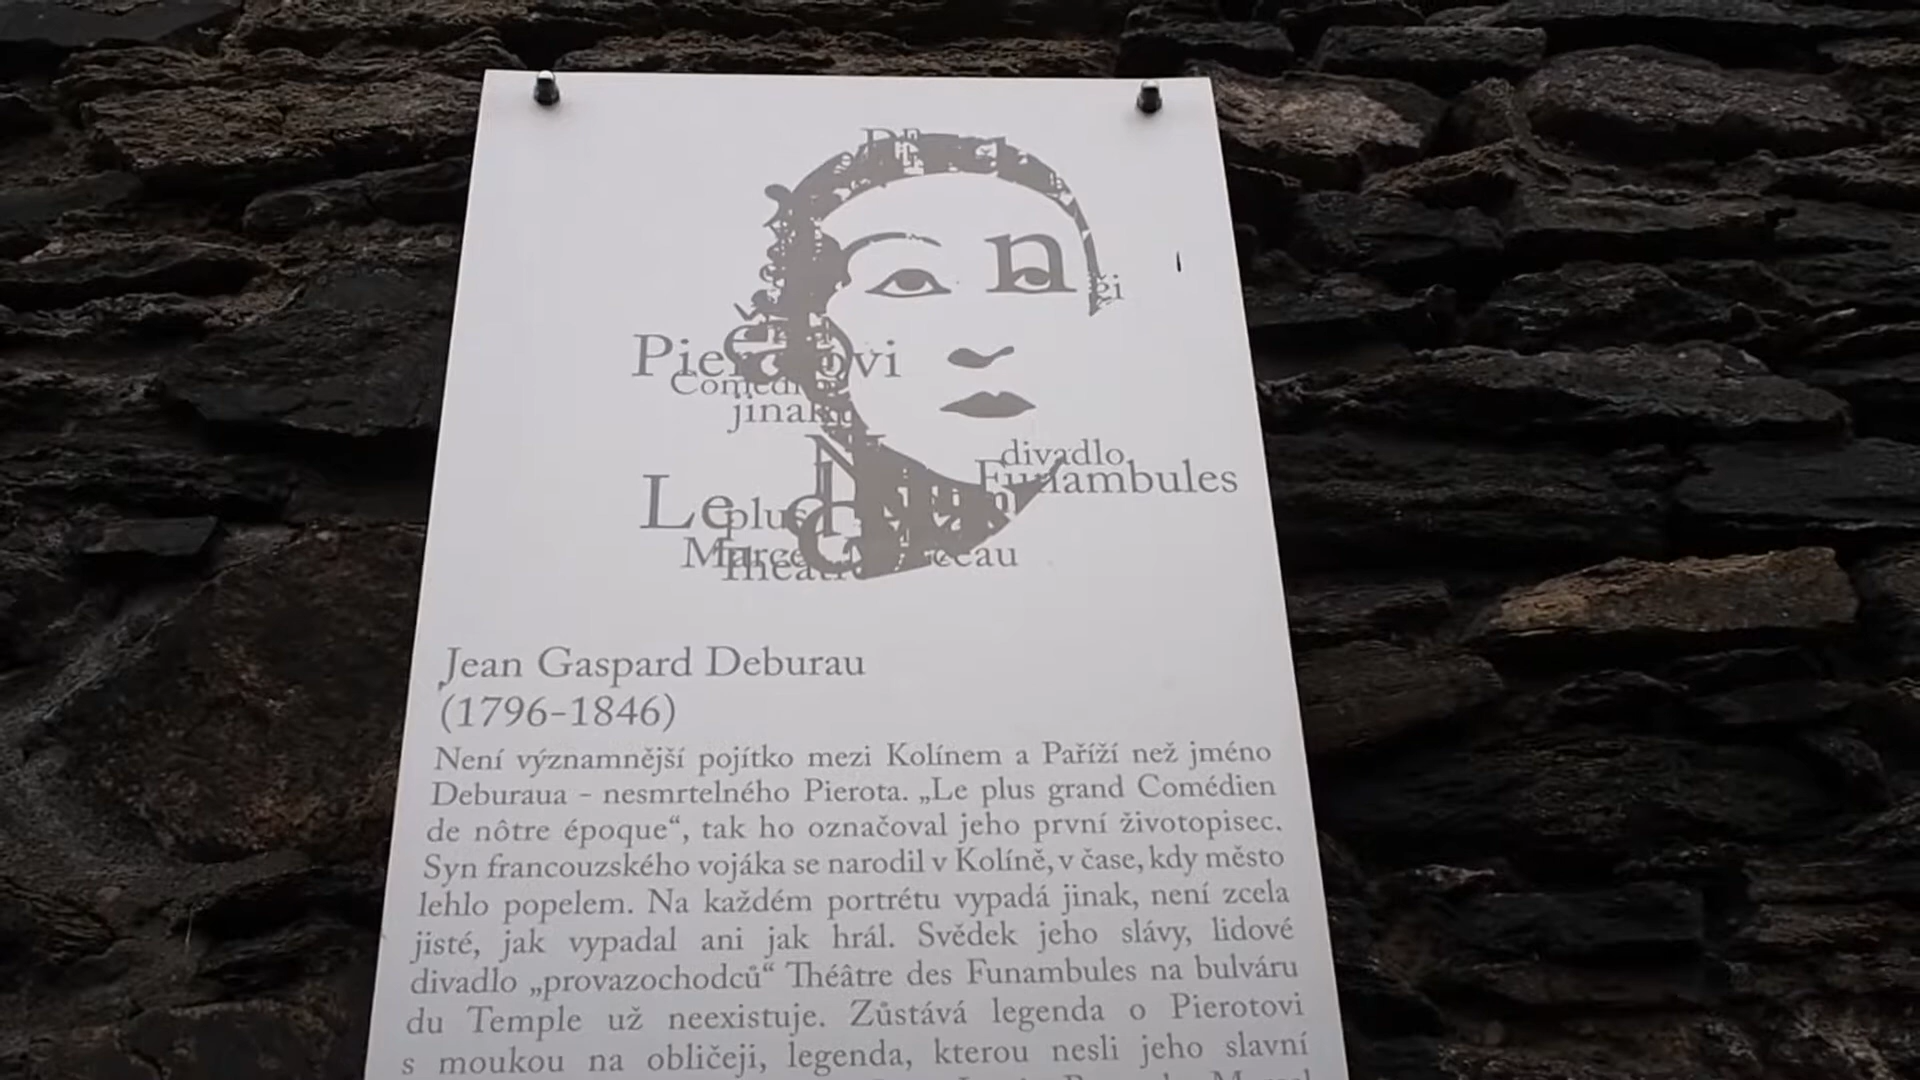 Pierotovi
Comédien
jinak
divadlo
Funambules
Le
plus
Marcel Marceau
Théâtre
n
Jean Gaspard Deburau
(1796-1846)
Není významnější pojítko mezi Kolínem a Paříží než jméno
Deburaua - nesmrtelného Pierota. „Le plus grand Comédien
de nôtre époque“, tak ho označoval jeho první životopisec.
Syn francouzského vojáka se narodil v Kolíně, v čase, kdy město
lehlo popelem. Na každém portrétu vypadá jinak, není zcela
jisté, jak vypadal ani jak hrál. Svědek jeho slávy, lidové
divadlo „provazochodců“ Théâtre des Funambules na bulváru
du Temple už neexistuje. Zůstává legenda o Pierotovi
s moukou na obličeji, legenda, kterou nesli jeho slavní